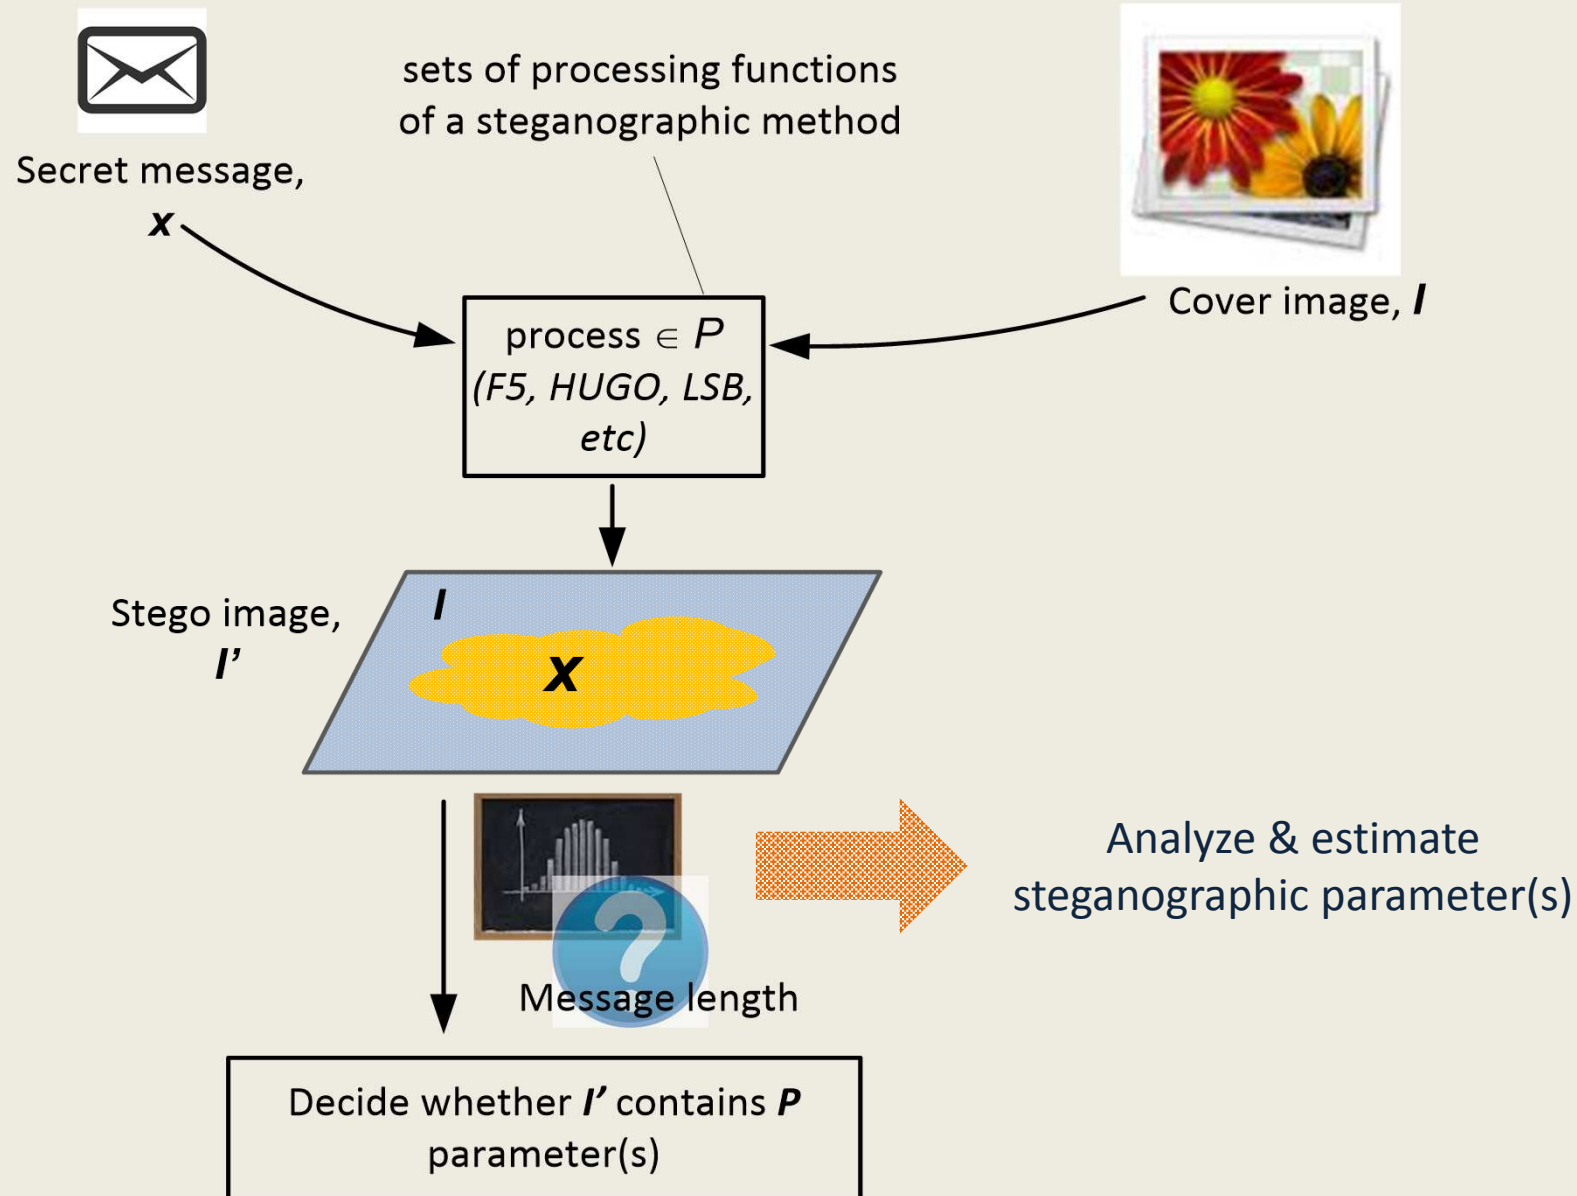 sets of processing functions
of a steganographic method
Secret message,
x
Cover image, I
process ∈ P
(F5, HUGO, LSB,
etc)
Stego image,
I’
I
X
Analyze & estimate
steganographic parameter(s)
?
Message length
Decide whether I’ contains P
parameter(s)